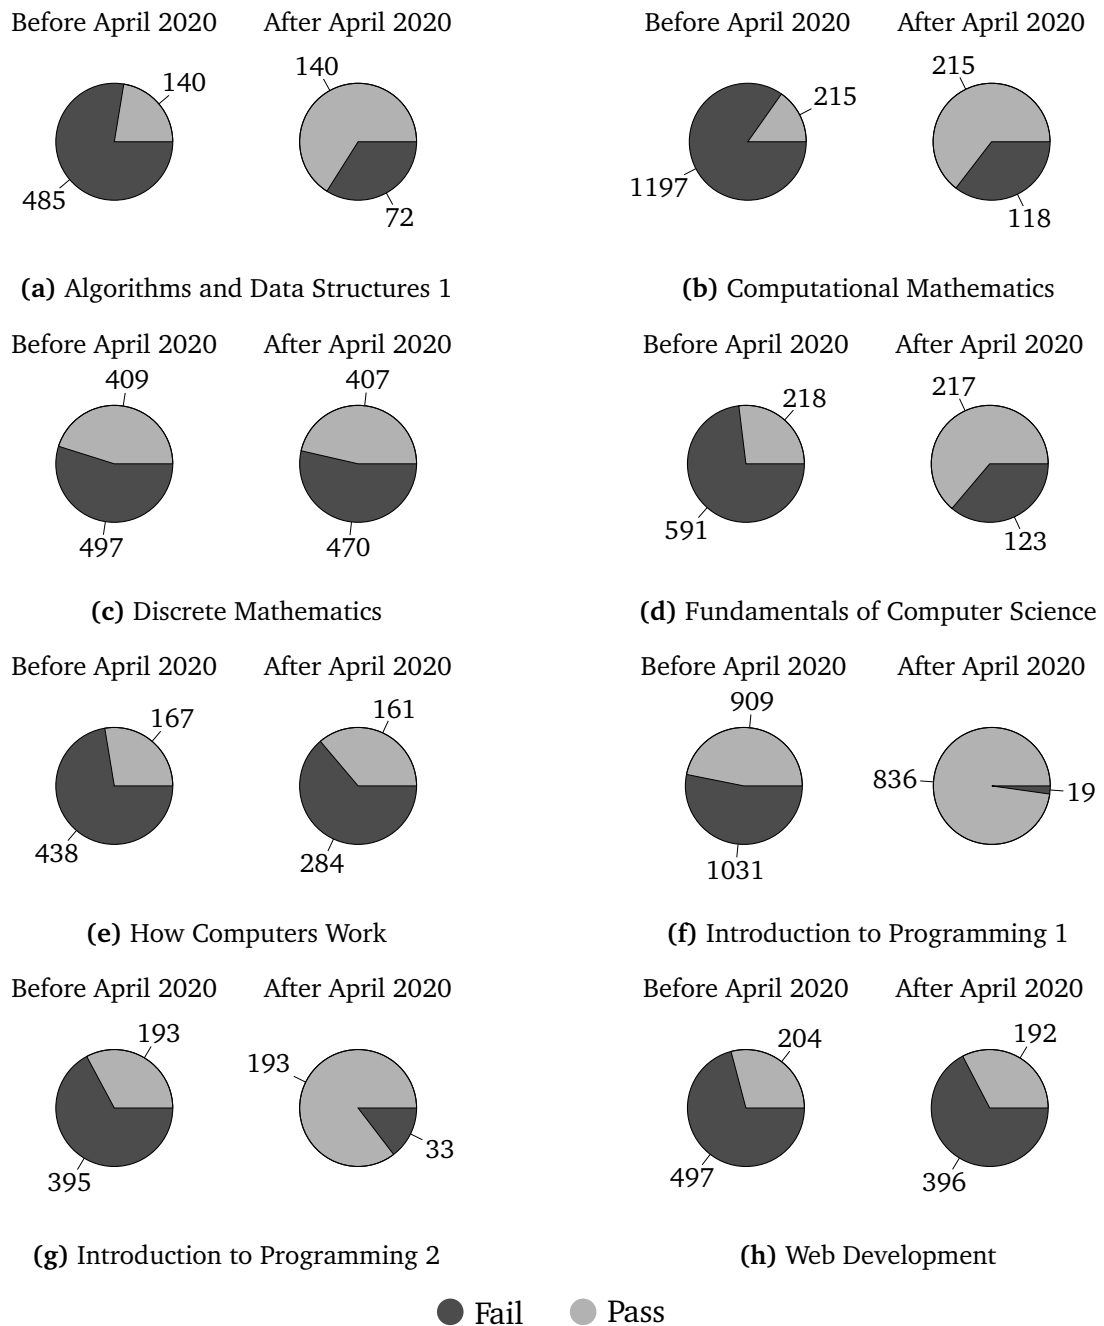 Before April 2020 After April 2020
140
485
140
72
(a) Algorithms and Data Structures 1
Before April 2020 After April 2020
215
1197
215
118
(b) Computational Mathematics
Before April 2020 After April 2020
409
497
407
470
(c) Discrete Mathematics
Before April 2020 After April 2020
218
591
217
123
(d) Fundamentals of Computer Science
Before April 2020 After April 2020
167
438
161
284
(e) How Computers Work
Before April 2020 After April 2020
909
1031
836
19
(f) Introduction to Programming 1
Before April 2020 After April 2020
193
395
193
33
(g) Introduction to Programming 2
Before April 2020 After April 2020
204
497
192
396
(h) Web Development
Fail Pass